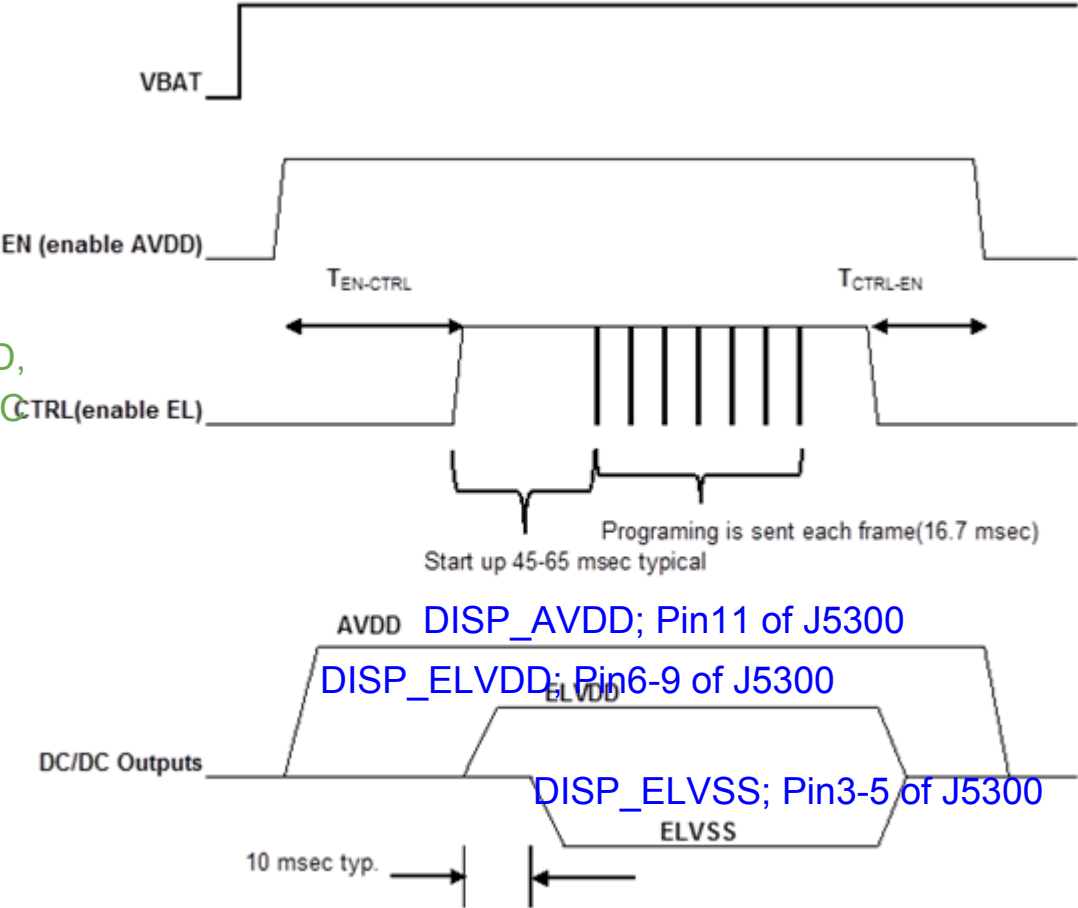 VBAT
EN (enable AVDD)
T_EN-CTRL
T_CTRL-EN
D,
C
CTRL(enable EL)
Programing is sent each frame(16.7 msec)
Start up 45-65 msec typical
AVDD
DISP_AVDD; Pin11 of J5300
DISP_ELVDD; Pin6-9 of J5300
ELVDD
DC/DC Outputs
DISP_ELVSS; Pin3-5 of J5300
ELVSS
10 msec typ.